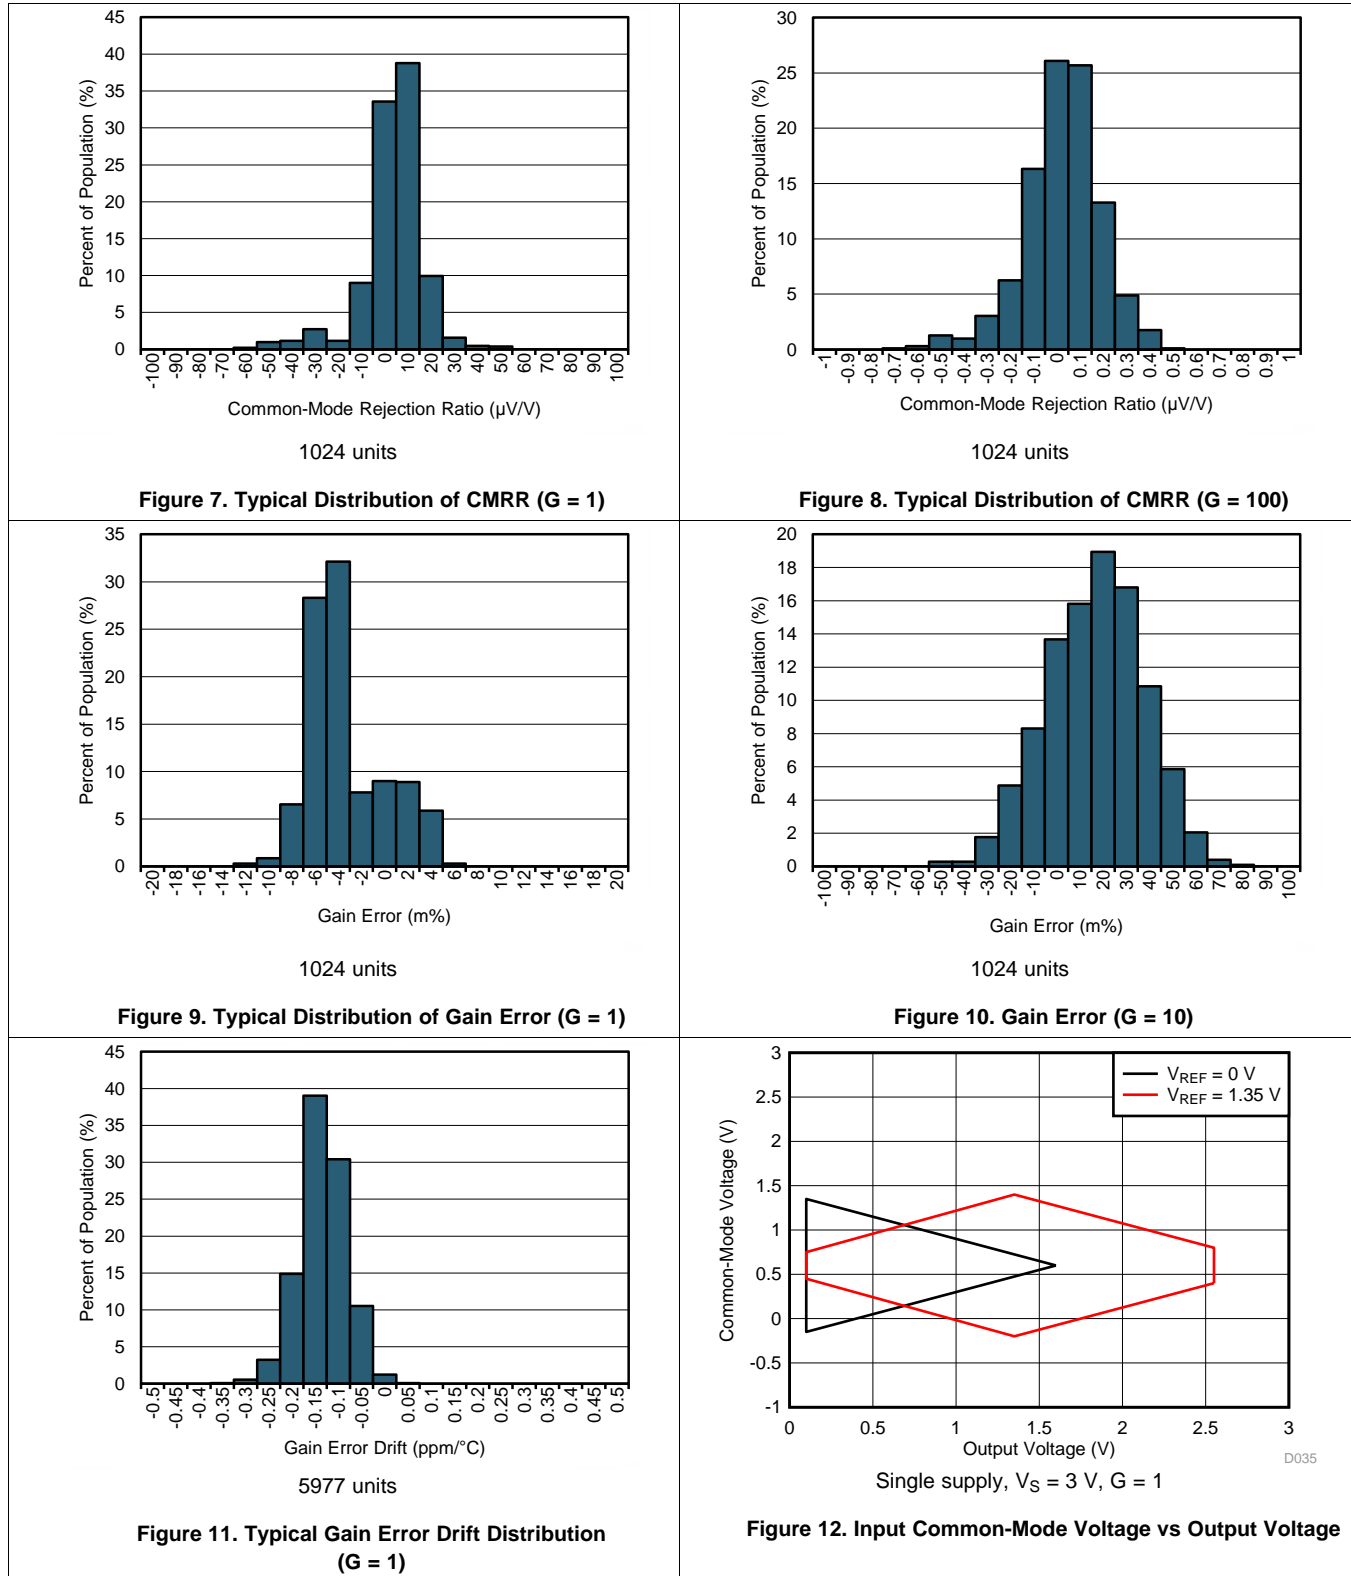 45
40
35
30
25
20
15
10
5
0
Percent of Population (%)
-100 -90 -80 -70 -60 -50 -40 -30 -20 -10 0 10 20 30 40 50 60 70 80 90 100
Common-Mode Rejection Ratio (µV/V)
1024 units
Figure 7. Typical Distribution of CMRR (G = 1)
30
25
20
15
10
5
0
Percent of Population (%)
-1 -0.9 -0.8 -0.7 -0.6 -0.5 -0.4 -0.3 -0.2 -0.1 0 0.1 0.2 0.3 0.4 0.5 0.6 0.7 0.8 0.9 1
Common-Mode Rejection Ratio (µV/V)
1024 units
Figure 8. Typical Distribution of CMRR (G = 100)
35
30
25
20
15
10
5
0
Percent of Population (%)
-20 -18 -16 -14 -12 -10 -8 -6 -4 -2 0 2 4 6 8 10 12 14 16 18 20
Gain Error (m%)
1024 units
Figure 9. Typical Distribution of Gain Error (G = 1)
20
18
16
14
12
10
8
6
4
2
0
Percent of Population (%)
-100 -90 -80 -70 -60 -50 -40 -30 -20 -10 0 10 20 30 40 50 60 70 80 90 100
Gain Error (m%)
1024 units
Figure 10. Gain Error (G = 10)
45
40
35
30
25
20
15
10
5
0
Percent of Population (%)
-0.5 -0.45 -0.4 -0.35 -0.3 -0.25 -0.2 -0.15 -0.1 -0.05 0 0.05 0.1 0.15 0.2 0.25 0.3 0.35 0.4 0.45 0.5
Gain Error Drift (ppm/°C)
5977 units
Figure 11. Typical Gain Error Drift Distribution
(G = 1)
3
2.5
2
1.5
1
0.5
0
-0.5
-1
Common-Mode Voltage (V)
VREF = 0 V
VREF = 1.35 V
0 0.5 1 1.5 2 2.5 3
Output Voltage (V)
D035
Single supply, VS = 3 V, G = 1
Figure 12. Input Common-Mode Voltage vs Output Voltage